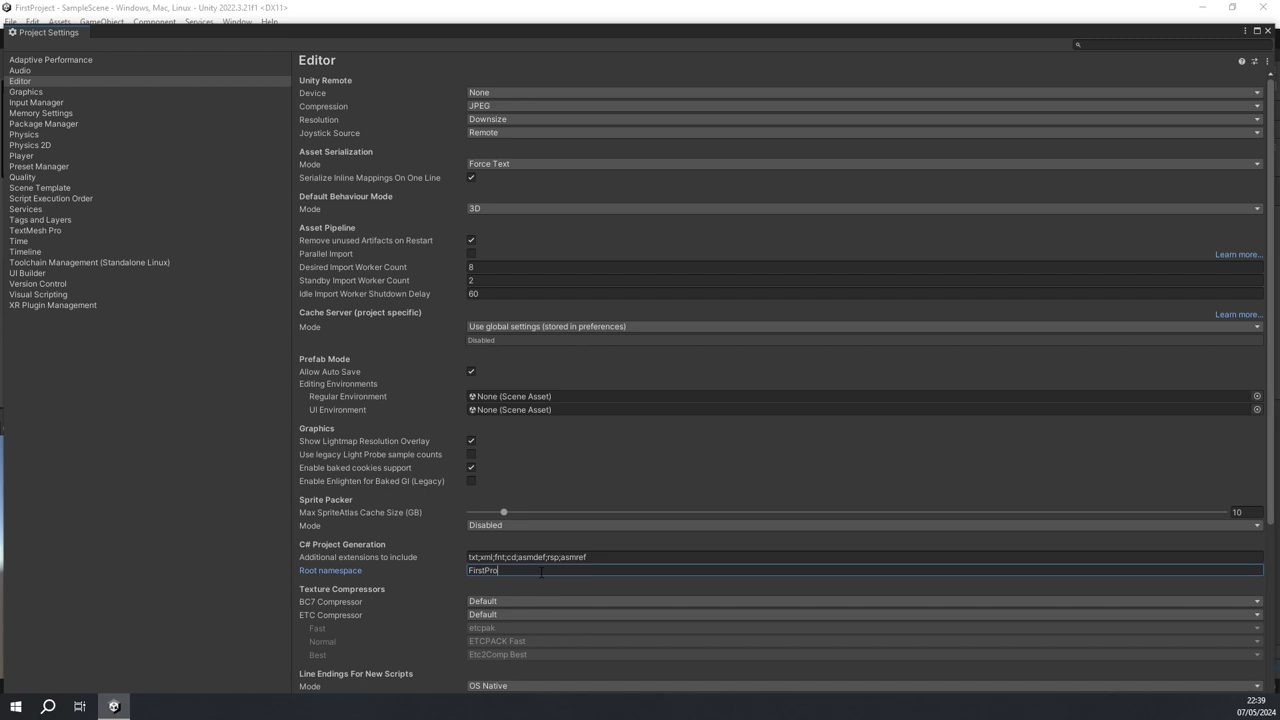 FirstProject - SampleScene - Windows, Mac, Linux - Unity 2022.3.21f1 <DX11>
File Edit Assets GameObject Component Services Window Help
Project Settings
Adaptive Performance
Audio
Editor
Graphics
Input Manager
Memory Settings
Package Manager
Physics
Physics 2D
Player
Preset Manager
Quality
Scene Template
Script Execution Order
Services
Tags and Layers
TextMesh Pro
Time
Timeline
Toolchain Management (Standalone Linux)
UI Builder
Version Control
Visual Scripting
XR Plugin Management
Editor
Unity Remote
Device None
Compression JPEG
Resolution Downsize
Joystick Source Remote
Asset Serialization
Mode Force Text
Serialize Inline Mappings On One Line
Default Behaviour Mode
Mode 3D
Asset Pipeline
Remove unused Artifacts on Restart
Parallel Import Learn more...
Desired Import Worker Count 8
Standby Import Worker Count 2
Idle Import Worker Shutdown Delay 60
Cache Server (project specific) Learn more...
Mode Use global settings (stored in preferences)
Disabled
Prefab Mode
Allow Auto Save
Editing Environments
Regular Environment None (Scene Asset)
UI Environment None (Scene Asset)
Graphics
Show Lightmap Resolution Overlay
Use legacy Light Probe sample counts
Enable baked cookies support
Enable Enlighten for Baked GI (Legacy)
Sprite Packer
Max SpriteAtlas Cache Size (GB) 10
Mode Disabled
C# Project Generation
Additional extensions to include txt;xml;fnt;cd;asmdef;rsp;asmref
Root namespace FirstPro
Texture Compressors
BC7 Compressor Default
ETC Compressor Default
Fast etcpak
Normal ETCPACK Fast
Best Etc2Comp Best
Line Endings For New Scripts
Mode OS Native
22:39
07/05/2024